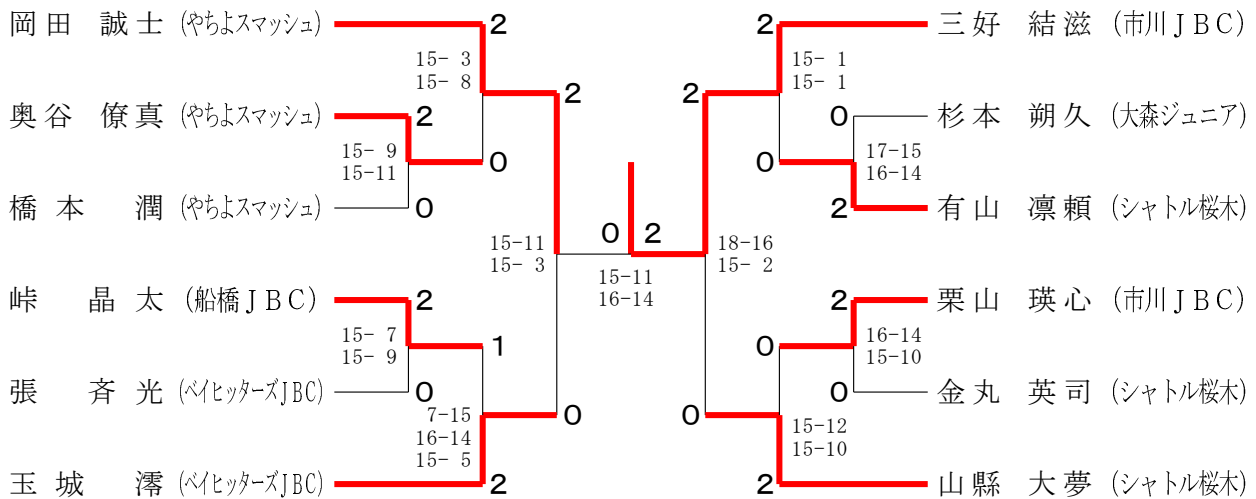 岡田 誠士 (やちよスマッシュ) 2 2 三好 結滋 (市川ＪＢＣ)
15- 3 15- 1
15- 8 15- 1
2 2
奥谷 僚真 (やちよスマッシュ) 2 0 杉本 朔久 (大森ジュニア)
15- 9 17-15
15-11 16-14
0 0
橋本 潤 (やちよスマッシュ) 0 2 有山 凛頼 (シャトル桜木)
0 2
15-11 18-16
15- 3 15- 2
15-11
16-14
峠 晶太 (船橋ＪＢＣ) 2 2 栗山 瑛心 (市川ＪＢＣ)
15- 7 16-14
15- 9 15-10
1 0
張 斉光 (ベイヒッターズJBC) 0 0 金丸 英司 (シャトル桜木)
7-15 15-12
16-14 15-10
15- 5
0 0
玉城 澪 (ベイヒッターズJBC) 2 2 山縣 大夢 (シャトル桜木)